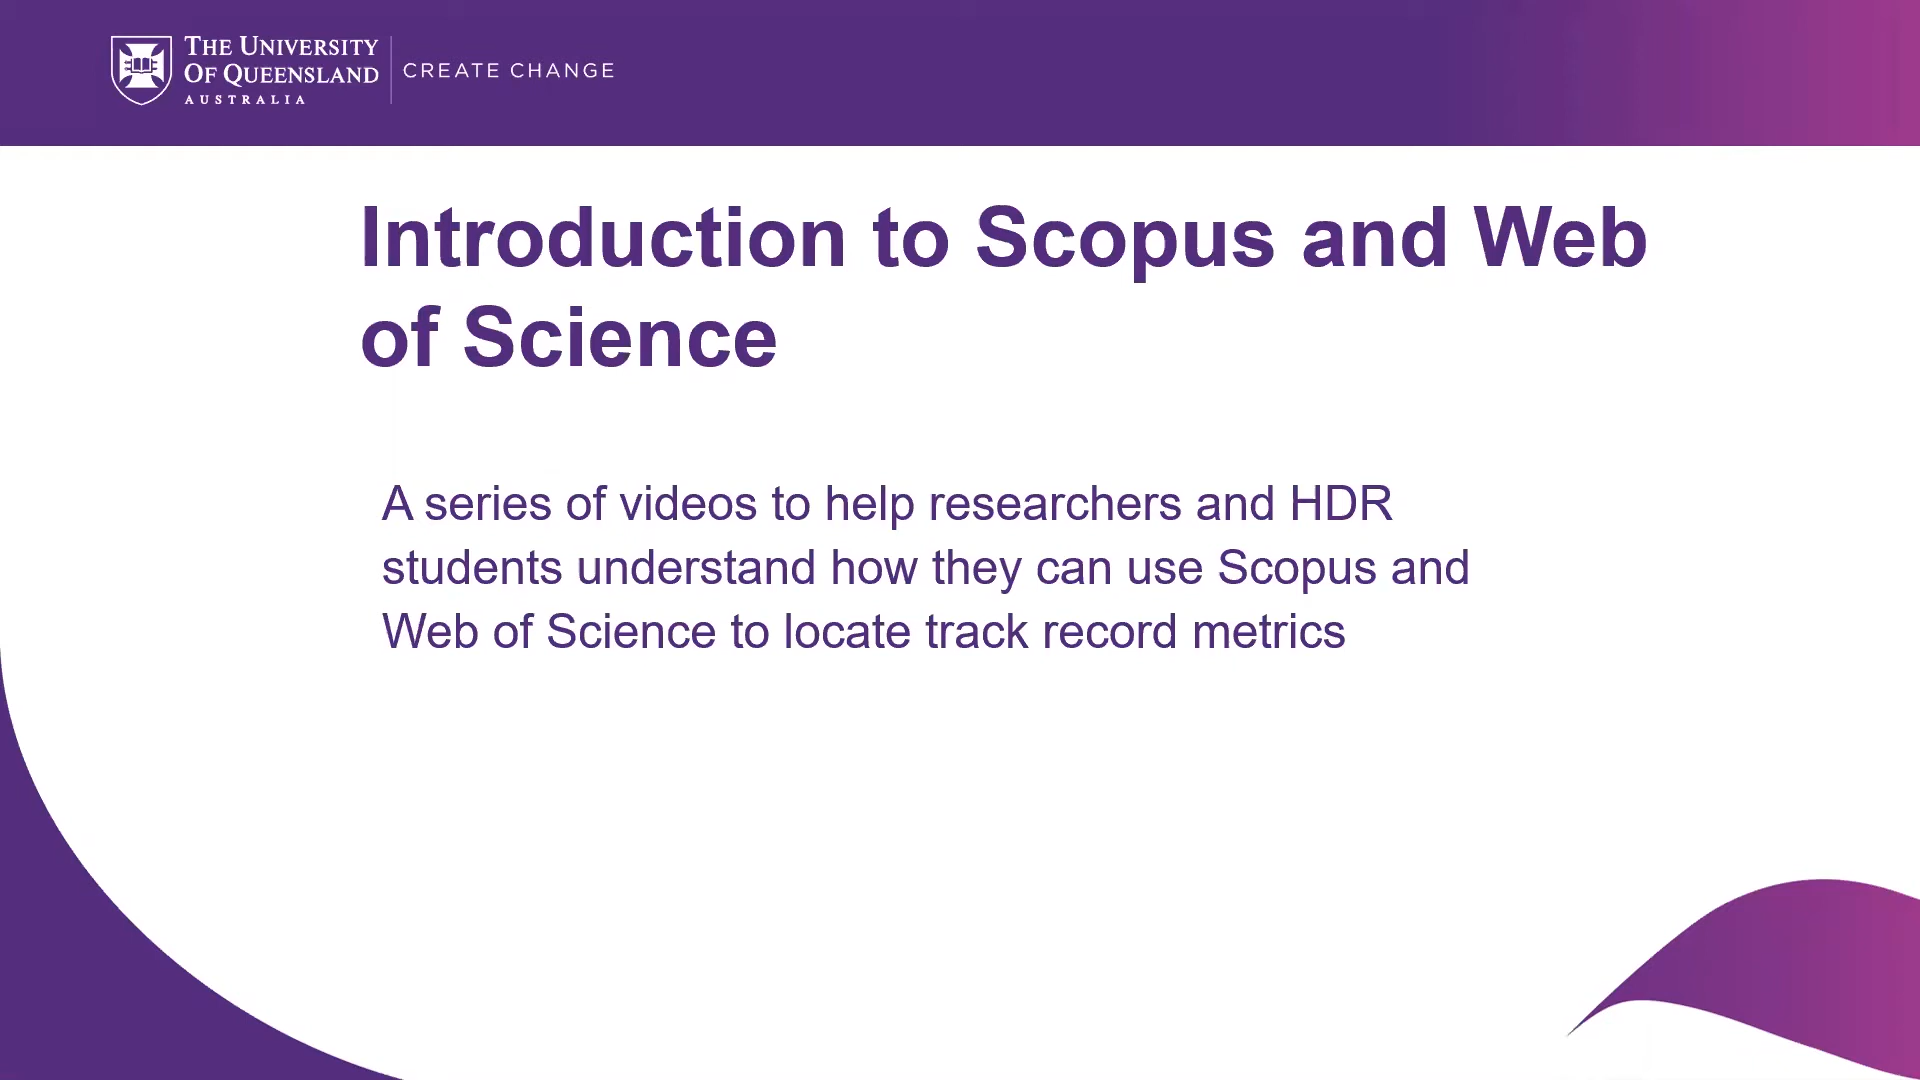 THE UNIVERSITY
OF QUEENSLAND
AUSTRALIA
CREATE CHANGE
Introduction to Scopus and Web
of Science
A series of videos to help researchers and HDR
students understand how they can use Scopus and
Web of Science to locate track record metrics